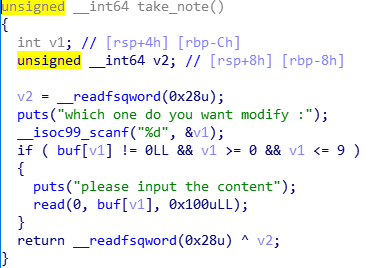 unsigned __int64 take_note()
{
  int v1; // [rsp+4h] [rbp-Ch]
  unsigned __int64 v2; // [rsp+8h] [rbp-8h]

  v2 = __readfsqword(0x28u);
  puts("which one do you want modify :");
  __isoc99_scanf("%d", &v1);
  if ( buf[v1] != 0LL && v1 >= 0 && v1 <= 9 )
  {
    puts("please input the content");
    read(0, buf[v1], 0x100uLL);
  }
  return __readfsqword(0x28u) ^ v2;
}